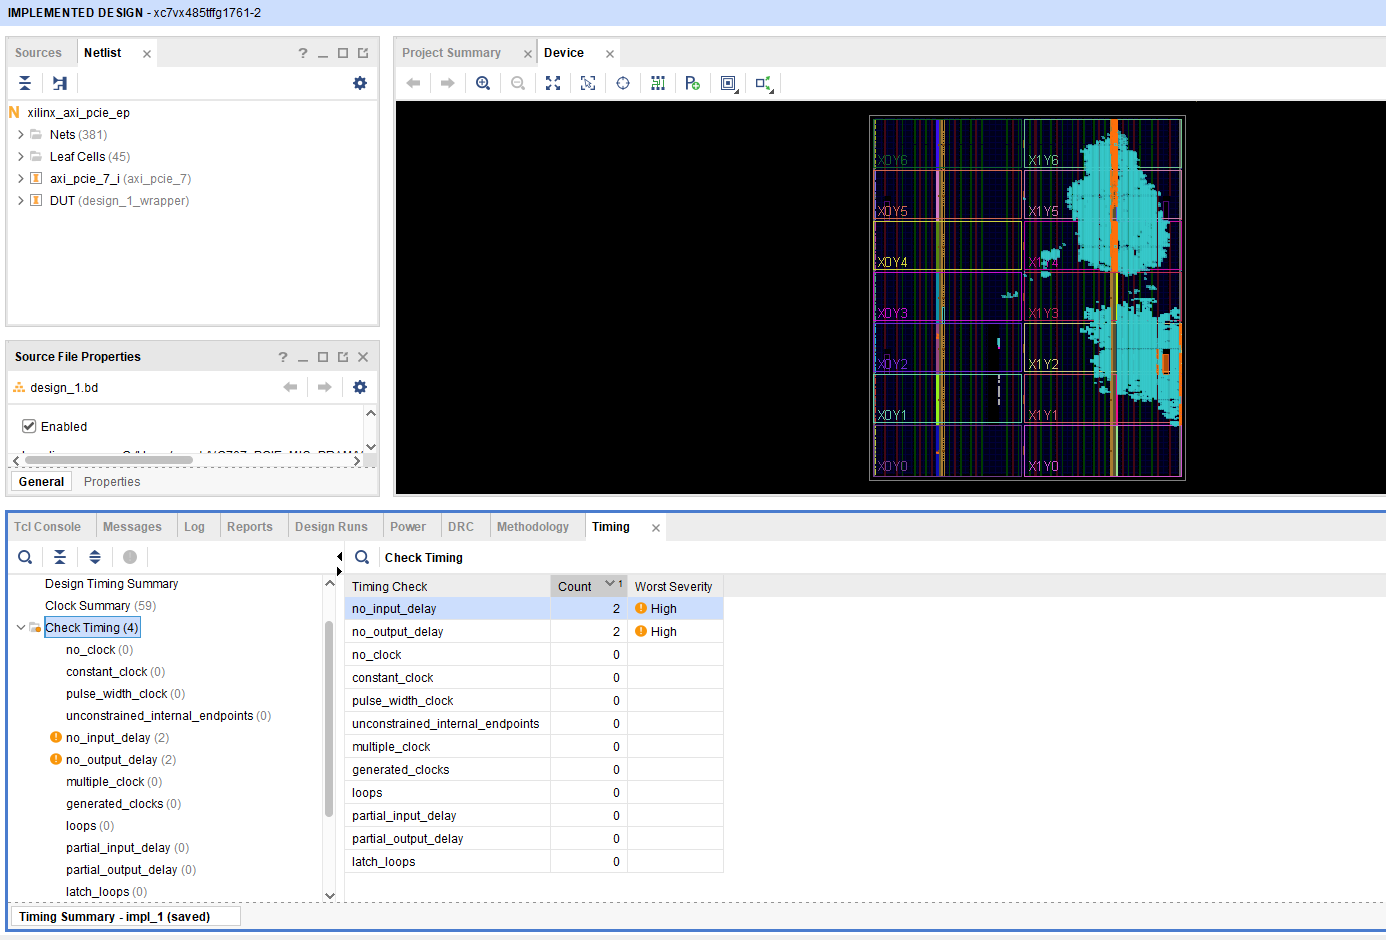 IMPLEMENTED DESIGN - xc7vx485tffg1761-2
Sources
Netlist
xilinx_axi_pcie_ep
Nets (381)
Leaf Cells (45)
axi_pcie_7_i (axi_pcie_7)
DUT (design_1_wrapper)
Source File Properties
design_1.bd
Enabled
General
Properties
Project Summary
Device
X0Y6
X1Y6
X0Y5
X1Y5
X0Y4
X0Y3
X1Y3
X0Y2
X1Y2
X0Y1
X1Y1
X0Y0
X1Y0
Tcl Console
Messages
Log
Reports
Design Runs
Power
DRC
Methodology
Timing
Design Timing Summary
Clock Summary (59)
Check Timing (4)
no_clock (0)
constant_clock (0)
pulse_width_clock (0)
unconstrained_internal_endpoints (0)
no_input_delay (2)
no_output_delay (2)
multiple_clock (0)
generated_clocks (0)
loops (0)
partial_input_delay (0)
partial_output_delay (0)
latch_loops (0)
Check Timing
Timing Check Count 1 Worst Severity
no_input_delay 2 High
no_output_delay 2 High
no_clock 0
constant_clock 0
pulse_width_clock 0
unconstrained_internal_endpoints 0
multiple_clock 0
generated_clocks 0
loops 0
partial_input_delay 0
partial_output_delay 0
latch_loops 0
Timing Summary - impl_1 (saved)